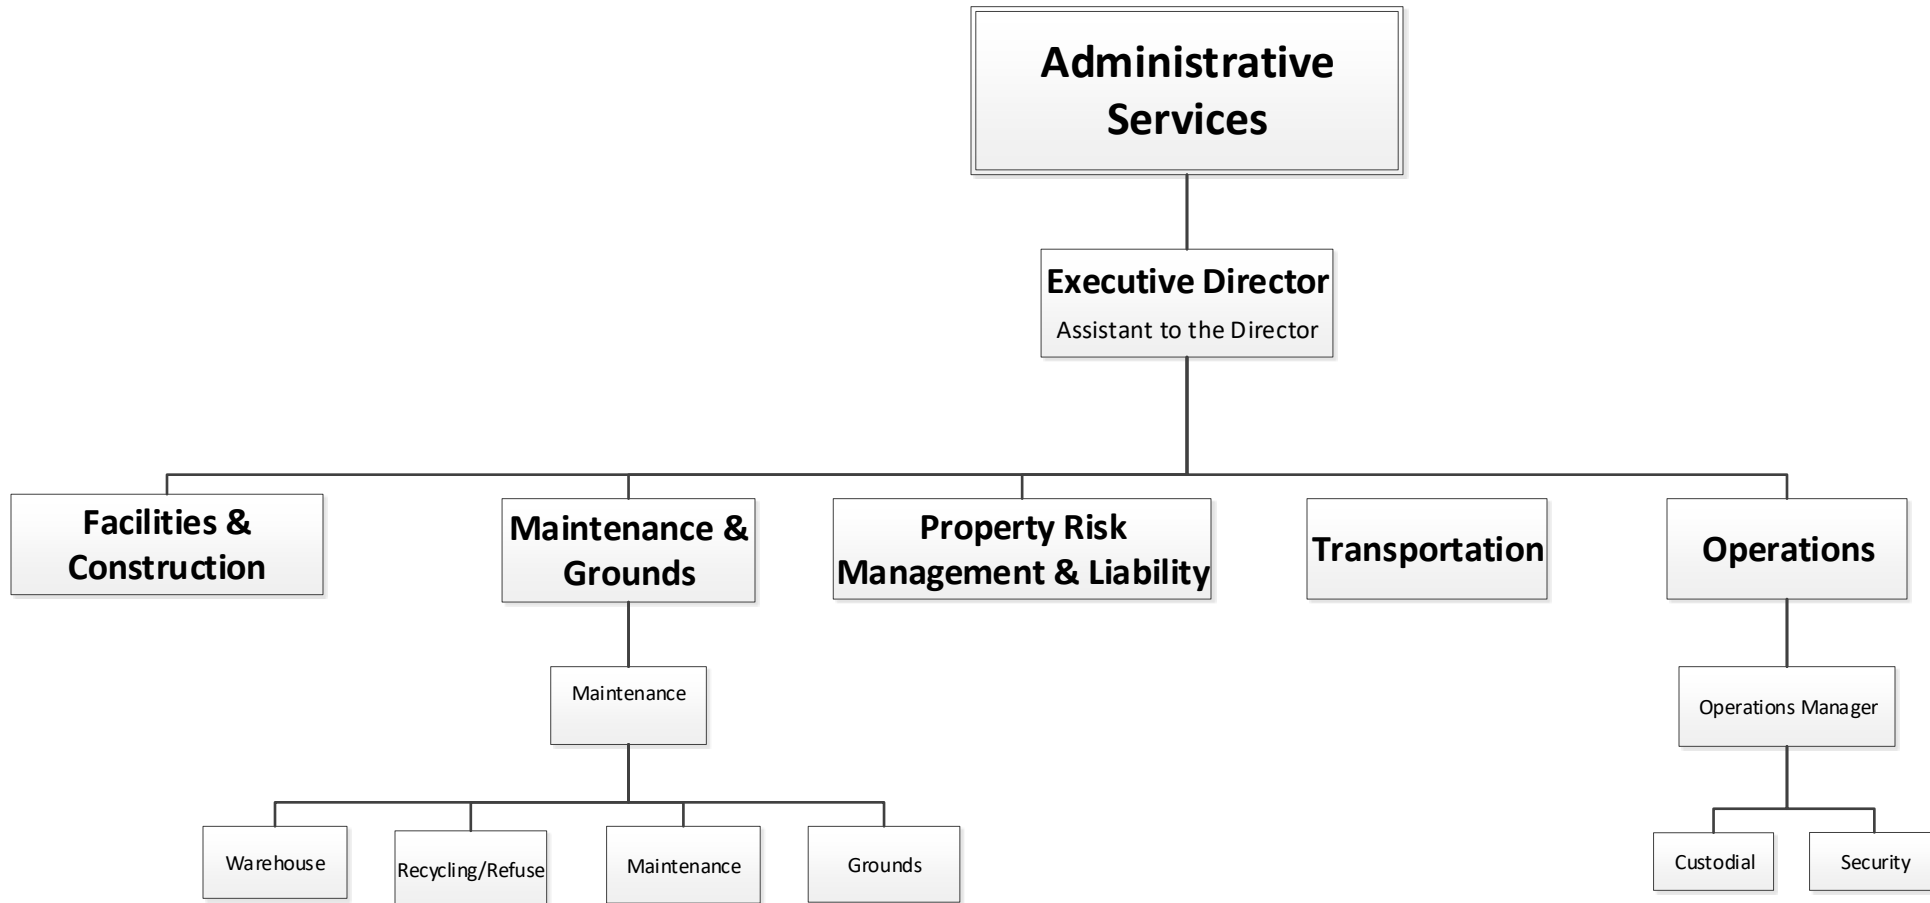 Administrative
Services
Executive Director
Assistant to the Director
Facilities &
Construction
Maintenance &
Grounds
Property Risk
Management & Liability
Transportation
Operations
Maintenance
Operations Manager
Warehouse
Recycling/Refuse
Maintenance
Grounds
Custodial
Security